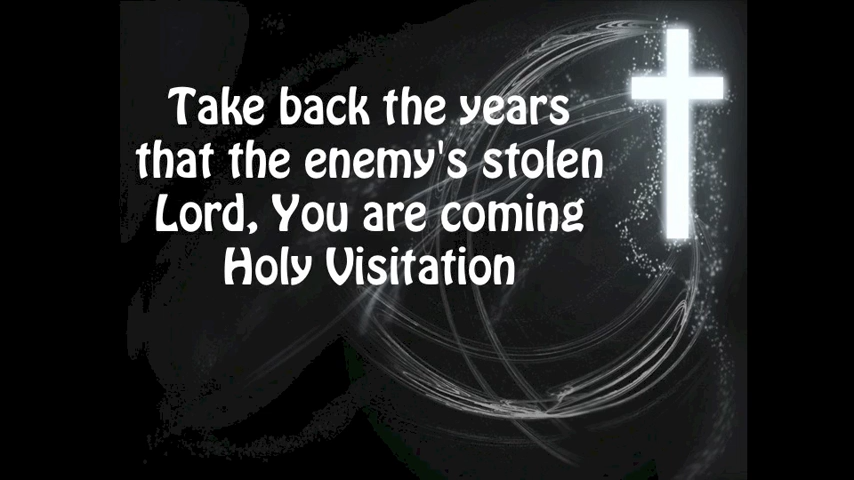 Take back the years
that the enemy's stolen
Lord, You are coming
Holy Visitation